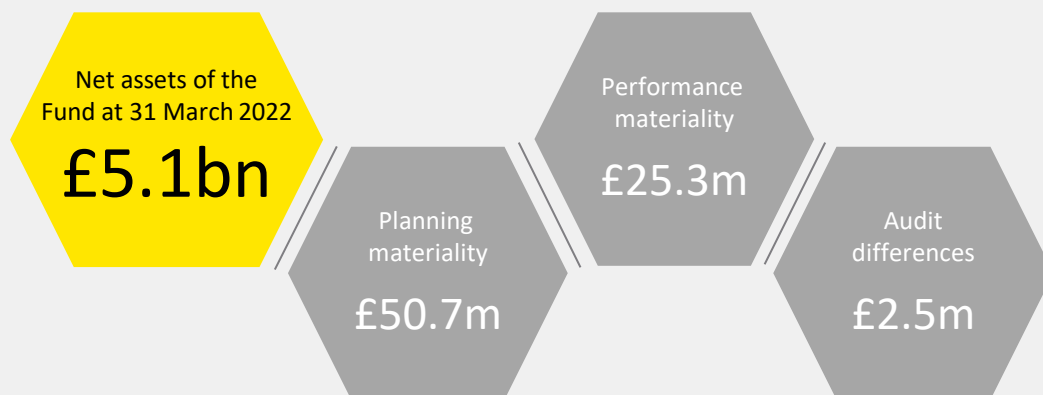 Net assets of the
Fund at 31 March 2022
£5.1bn
Planning
materiality
£50.7m
Performance
materiality
£25.3m
Audit
differences
£2.5m